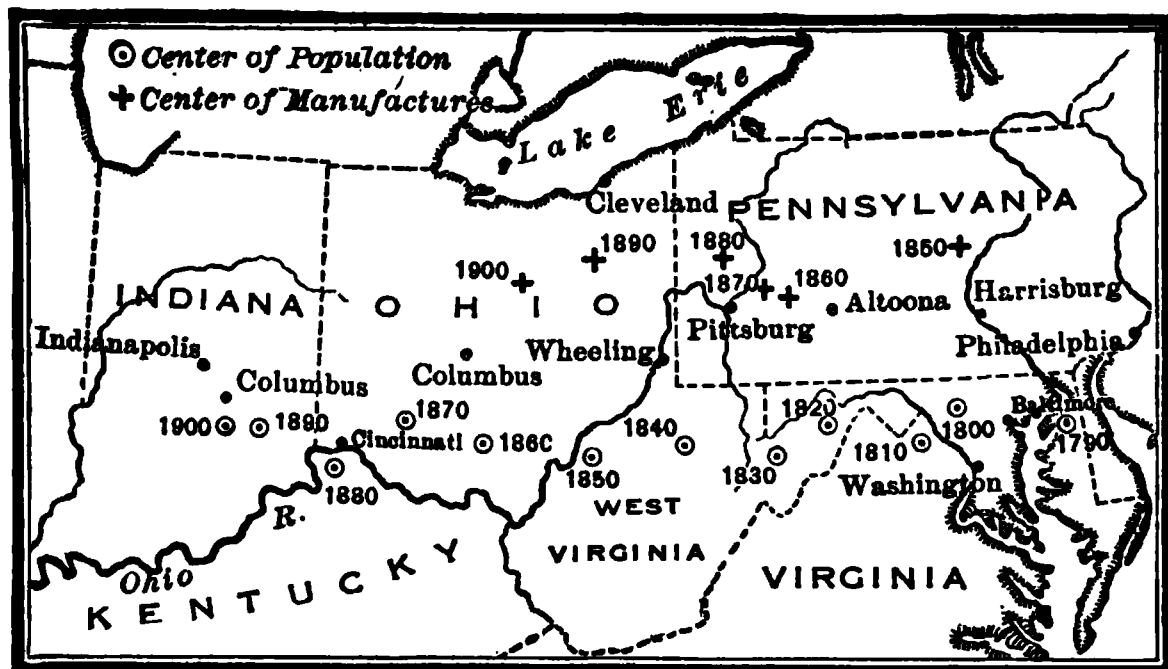 Center of Population
Center of Manufactures
Lake Erie
Cleveland
PENNSYLVANIA
1890
1880
1850
1900
1870
1860
INDIANA
OHIO
Altoona
Harrisburg
Pittsburg
Philadelphia
Indianapolis
Wheeling
Columbus
Columbus
1870
1820
1800
Baltimore
1900
1890
Cincinnati
1860
1840
1810
1790
1880
1850
1830
Washington
R.
WEST
VIRGINIA
Ohio
VIRGINIA
KENTUCKY